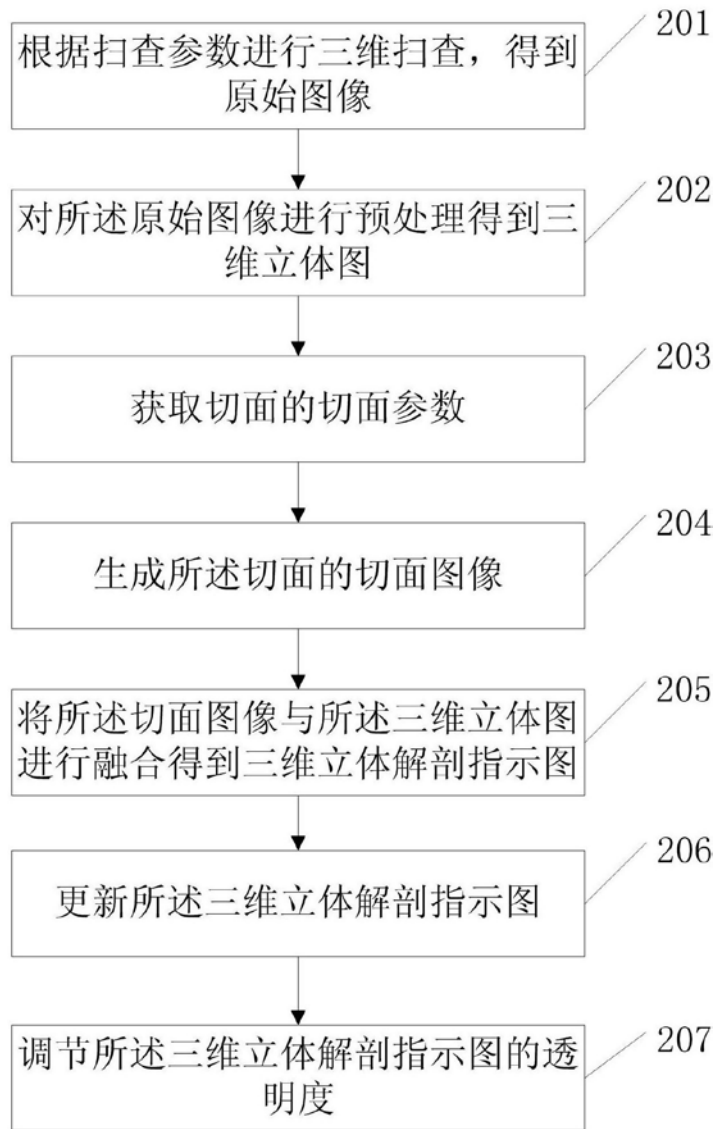 201
根据扫查参数进行三维扫查，得到
原始图像
202
对所述原始图像进行预处理得到三
维立体图
203
获取切面的切面参数
204
生成所述切面的切面图像
205
将所述切面图像与所述三维立体图
进行融合得到三维立体解剖指示图
206
更新所述三维立体解剖指示图
207
调节所述三维立体解剖指示图的透
明度